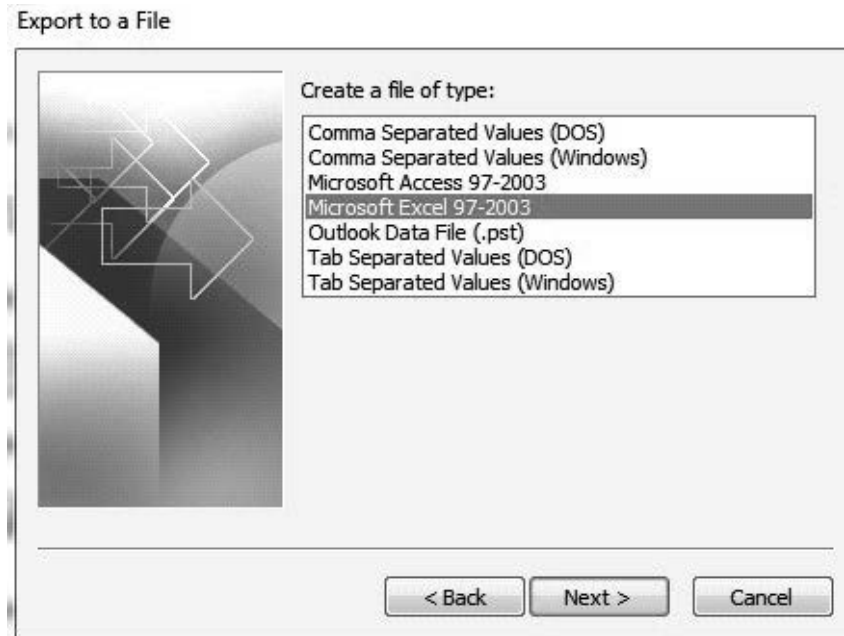 Export to a File
Create a file of type:
Comma Separated Values (DOS)
Comma Separated Values (Windows)
Microsoft Access 97-2003
Microsoft Excel 97-2003
Outlook Data File (.pst)
Tab Separated Values (DOS)
Tab Separated Values (Windows)
< Back Next > Cancel